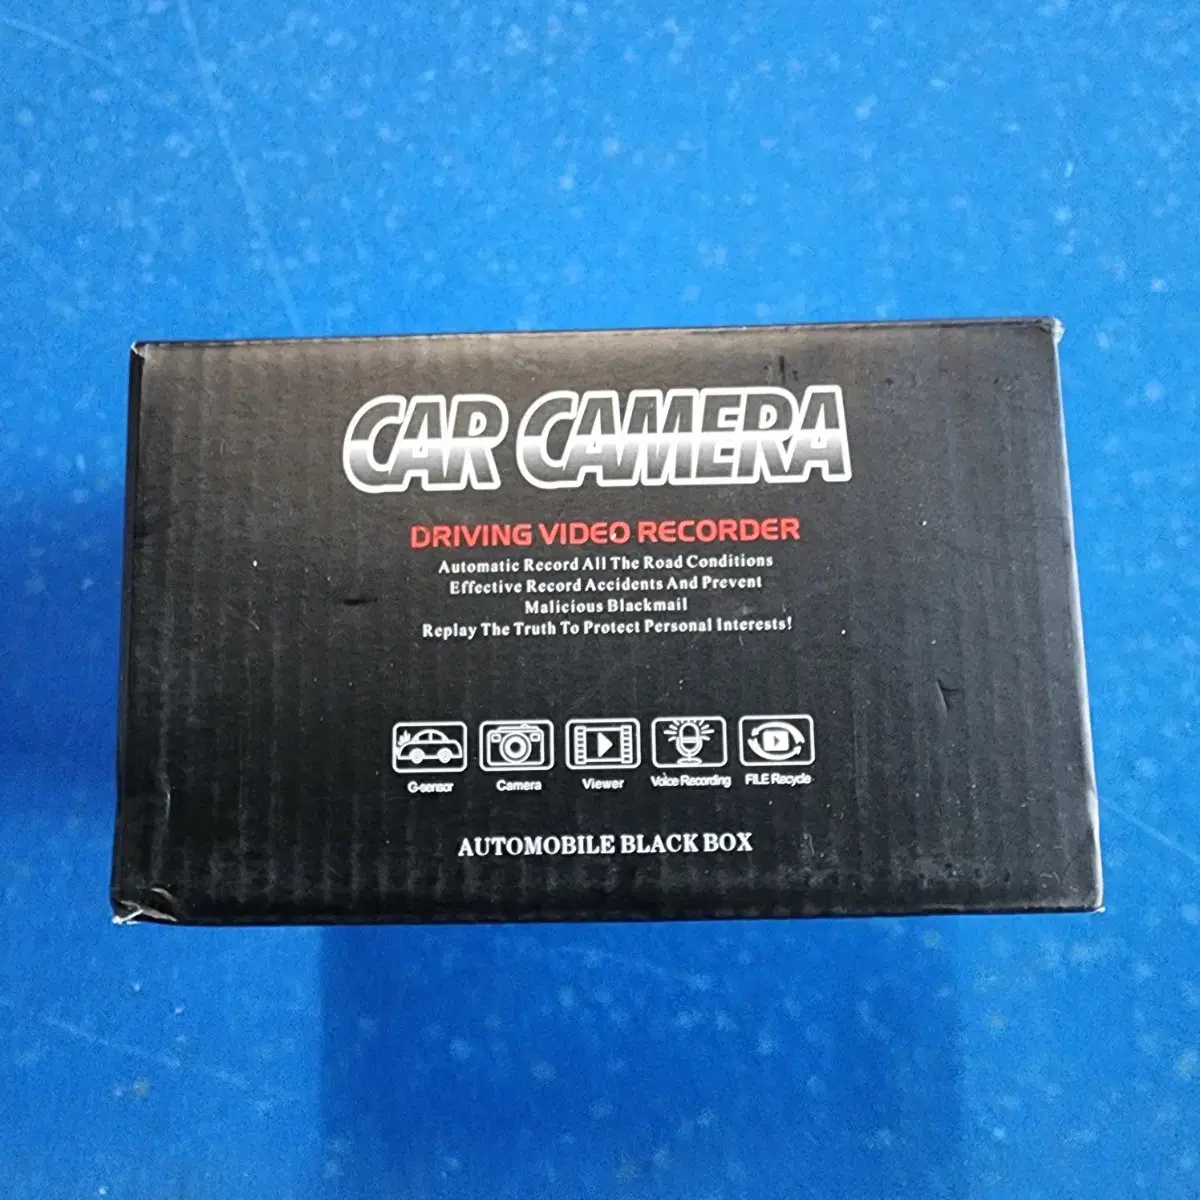 CAR CAMERA
DRIVING VIDEO RECORDER
Automatic Record All The Road Conditions
Effective Record Accidents And Prevent
Malicious Blackmail
Replay The Truth To Protect Personal Interests!
G-sensor Camera Viewer Voice Recording FILE Recycle
AUTOMOBILE BLACK BOX